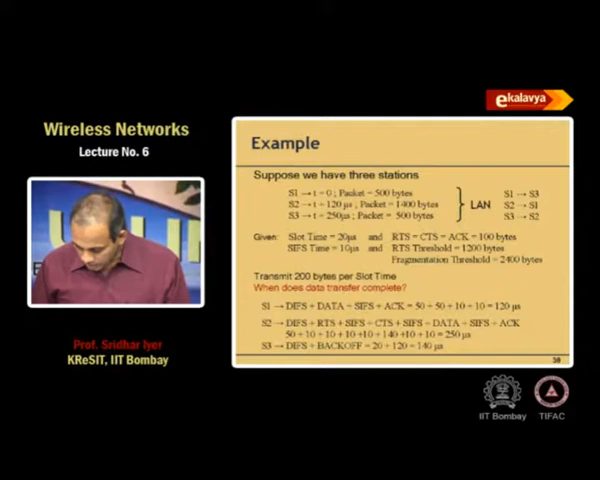 ekalavya
Wireless Networks
Lecture No. 6
Example
Suppose we have three stations
S1 → t = 0 ; Packet = 500 bytes
S2 → t = 120 μs ; Packet = 1400 bytes
S3 → t = 250μs ; Packet = 500 bytes
LAN
S1 → S3
S2 → S1
S3 → S2
Given: Slot Time = 20μs and RTS = CTS = ACK = 100 bytes
SIFS Time = 10μs and RTS Threshold = 1200 bytes
Fragmentation Threshold = 2400 bytes
Transmit 200 bytes per Slot Time
When does data transfer complete?
S1 → DIFS + DATA + SIFS + ACK = 50 + 50 + 10 + 10 = 120 μs
S2 → DIFS + RTS + SIFS + CTS + SIFS + DATA + SIFS + ACK
50 + 10 + 10 + 10 +10 + 140 +10 + 10 = 250 μs
S3 → DIFS + BACKOFF = 20 + 120 = 140 μs
38
Prof. Sridhar Iyer
KReSIT, IIT Bombay
IIT Bombay
TIFAC